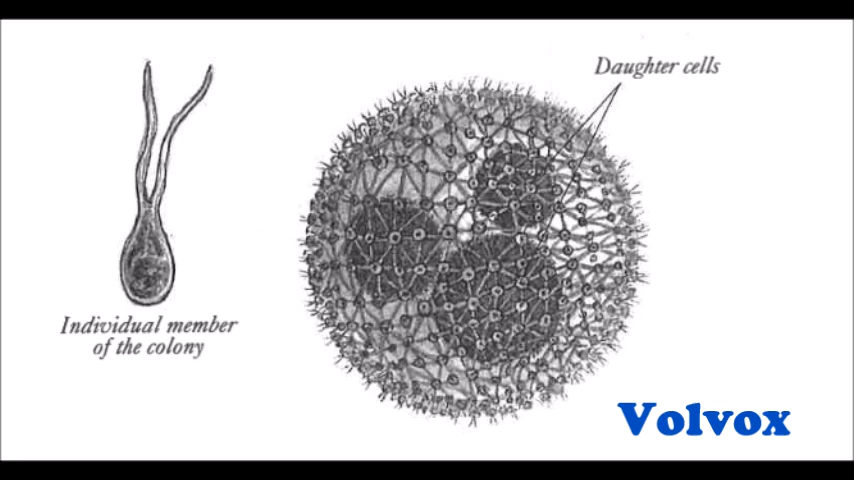 Daughter cells
Individual member
of the colony
Volvox